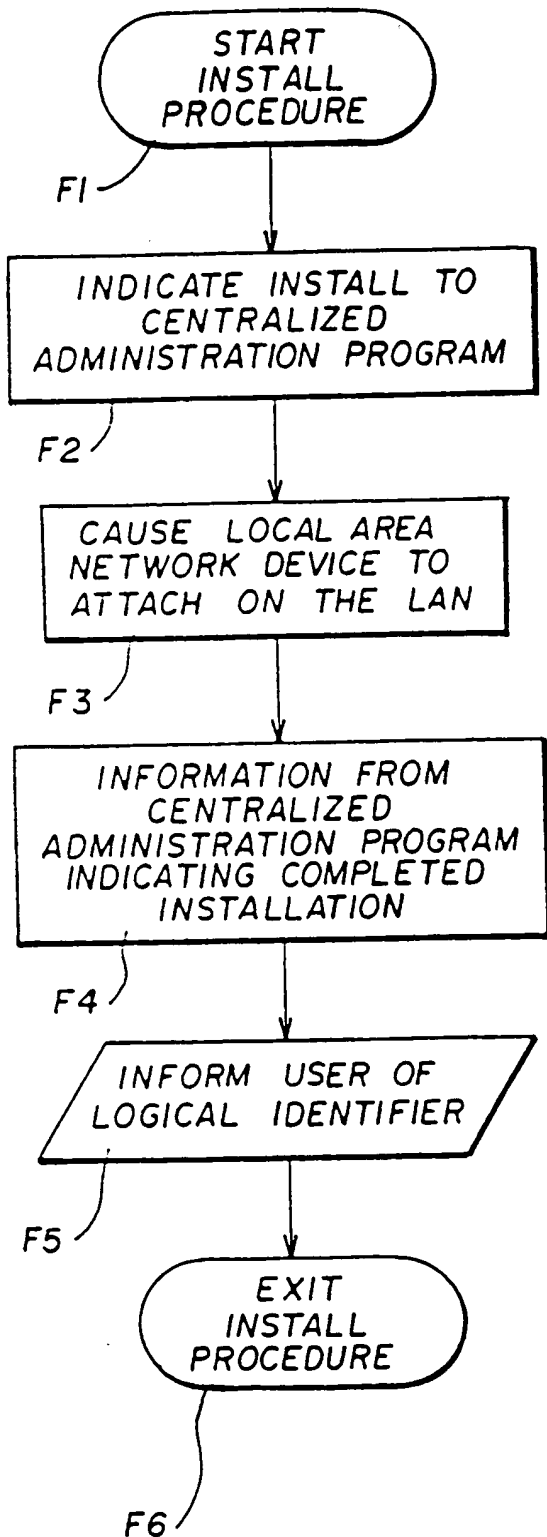 START
INSTALL
PROCEDURE
F1
INDICATE INSTALL TO
CENTRALIZED
ADMINISTRATION PROGRAM
F2
CAUSE LOCAL AREA
NETWORK DEVICE TO
ATTACH ON THE LAN
F3
INFORMATION FROM
CENTRALIZED
ADMINISTRATION PROGRAM
INDICATING COMPLETED
INSTALLATION
F4
INFORM USER OF
LOGICAL IDENTIFIER
F5
EXIT
INSTALL
PROCEDURE
F6